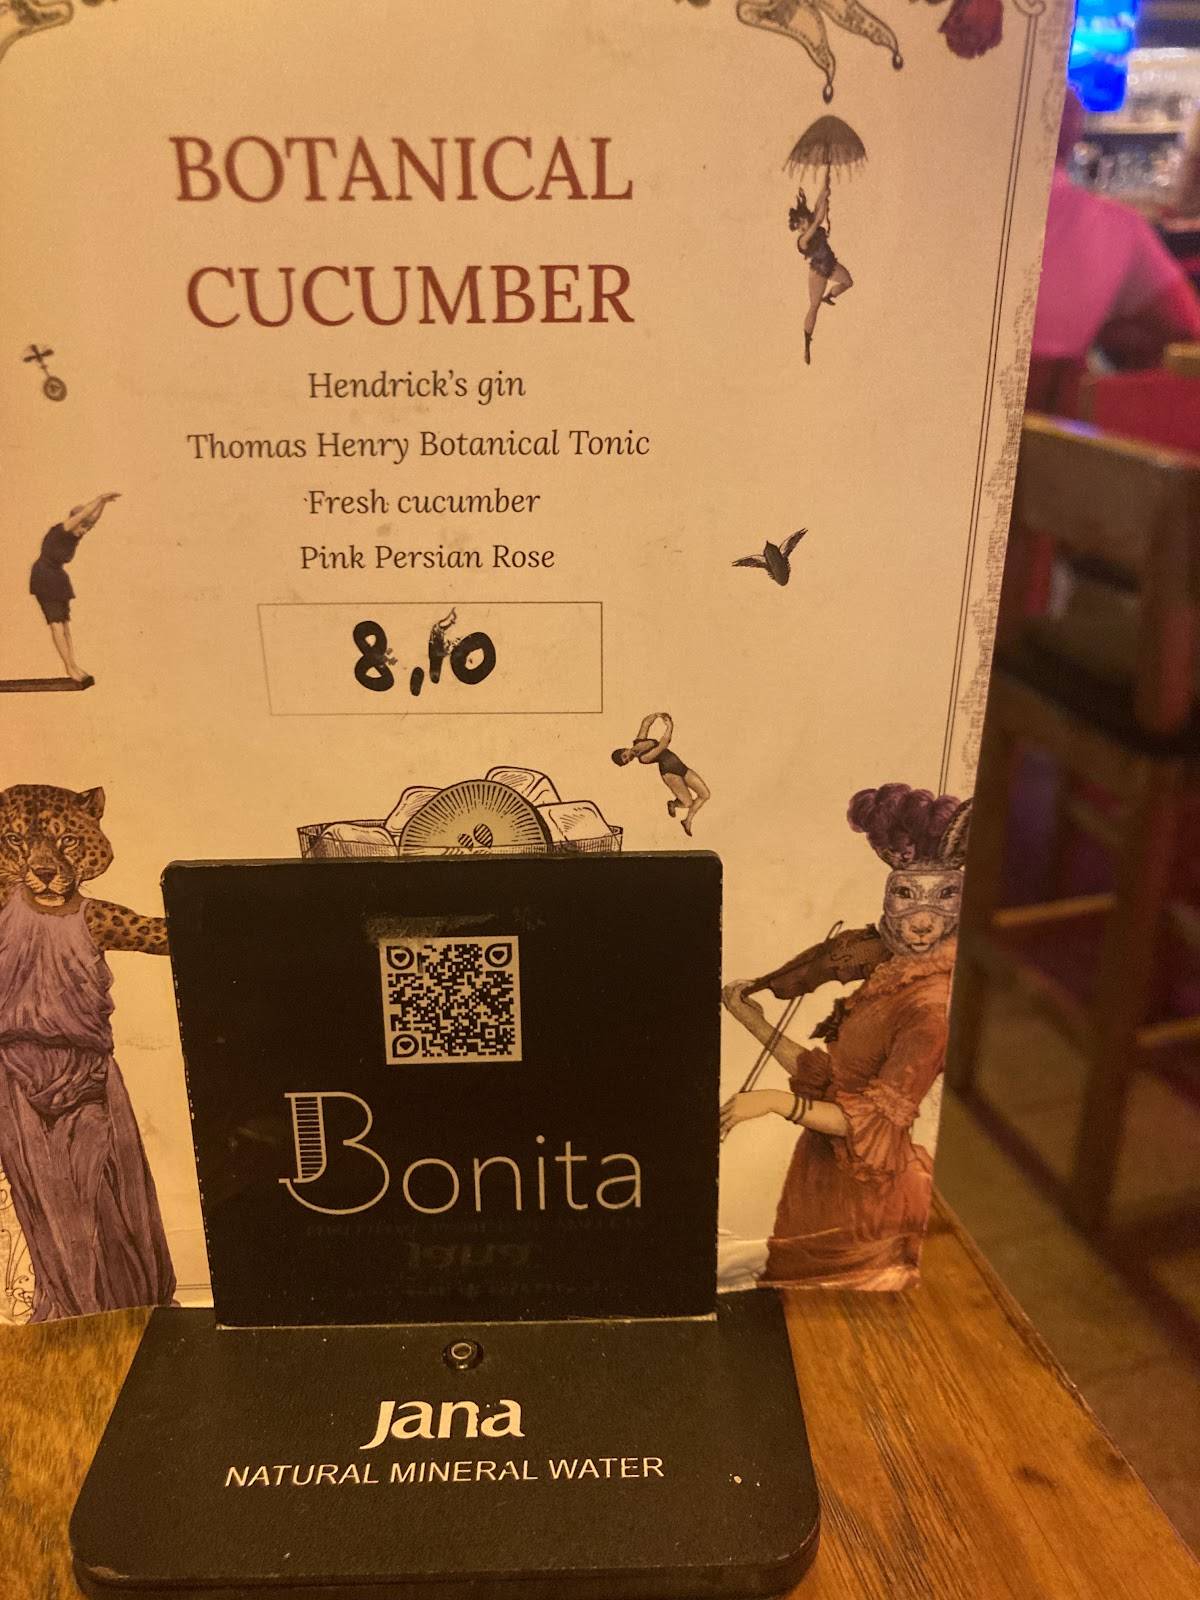 BOTANICAL
CUCUMBER
Hendrick's gin
Thomas Henry Botanical Tonic
Fresh cucumber
Pink Persian Rose
8,10
Bonita
Jana
NATURAL MINERAL WATER